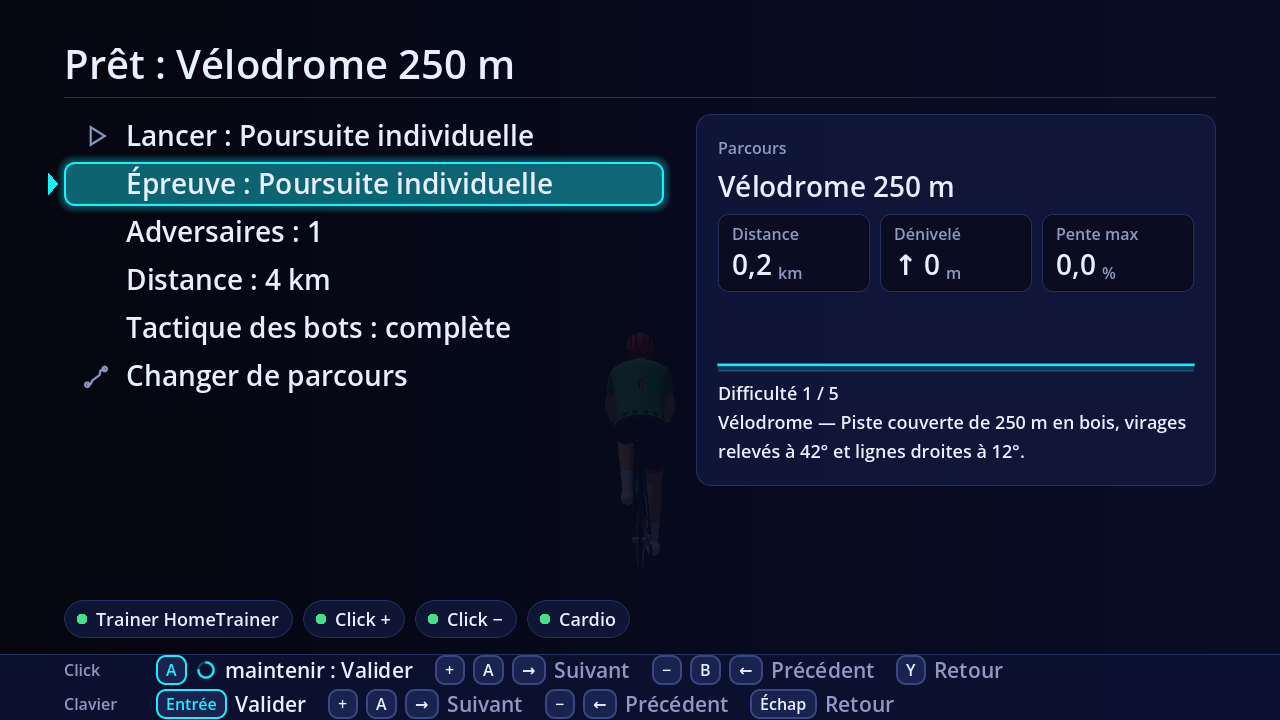 Prêt : Vélodrome 250 m
Lancer : Poursuite individuelle
Épreuve : Poursuite individuelle
Adversaires : 1
Distance : 4 km
Tactique des bots : complète
Changer de parcours
Parcours
Vélodrome 250 m
Distance Dénivelé Pente max
0,2 km ↑ 0 m 0,0 %
Difficulté 1 / 5
Vélodrome — Piste couverte de 250 m en bois, virages
relevés à 42° et lignes droites à 12°.
Trainer HomeTrainer Click + Click − Cardio
Click A maintenir : Valider + A → Suivant − B ← Précédent Y Retour
Clavier Entrée Valider + A → Suivant − ← Précédent Échap Retour